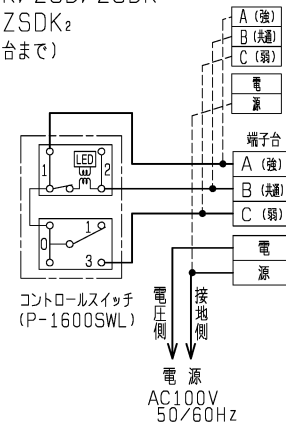 ZSDK₂
台まで)
A (強)
B (共通)
C (弱)
電
源
端子台
A (強)
B (共通)
C (弱)
電
源
LED
1
2
1
0
3
コントロールスイッチ
(P-1600SWL)
電圧側
接地側
電源
AC100V
50/60Hz